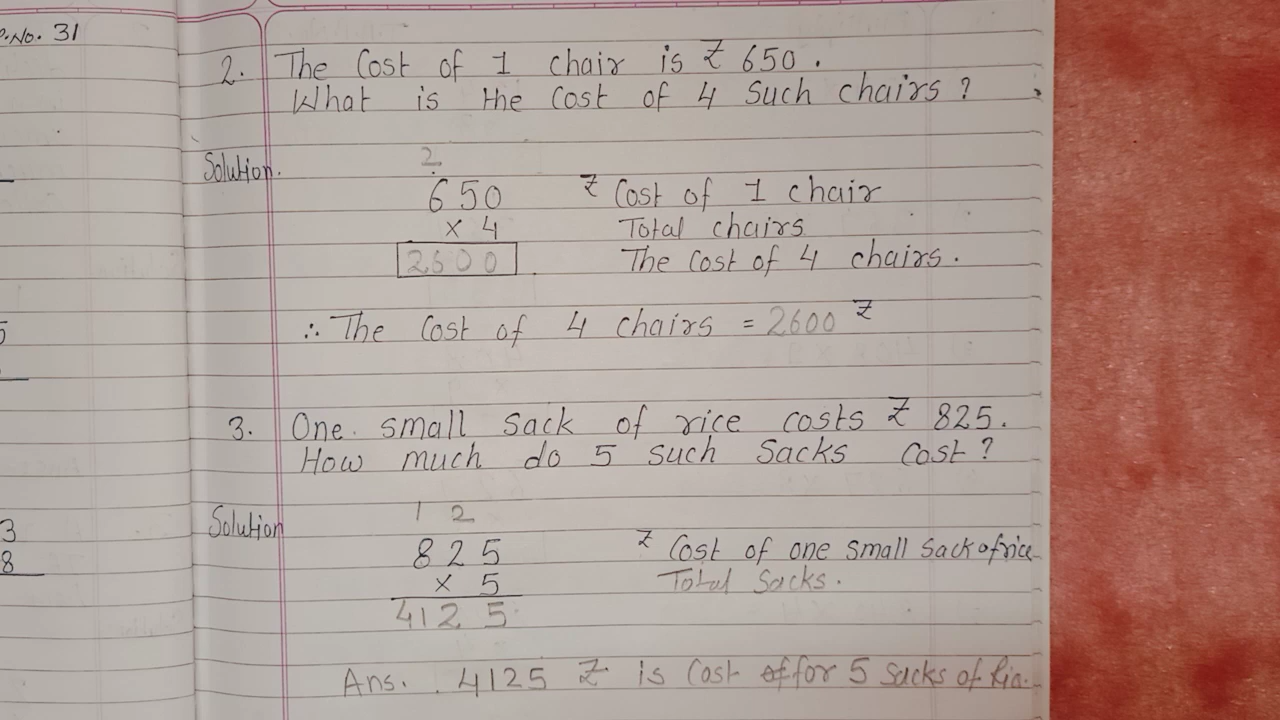 P.No. 31
2. The Cost of 1 chair is ₹ 650.
What is the Cost of 4 Such chairs?
Solution.
2
650 ₹ Cost of 1 chair
× 4 Total chairs
2600 The Cost of 4 chairs.
∴ The Cost of 4 chairs = 2600 ₹
3. One small Sack of rice costs ₹ 825.
How much do 5 such Sacks Cost?
Solution
1 2
3
825 ₹ Cost of one Small Sack of rice
8
× 5 Total Sacks.
4125
Ans. 4125 ₹ is Cost for 5 Sacks of